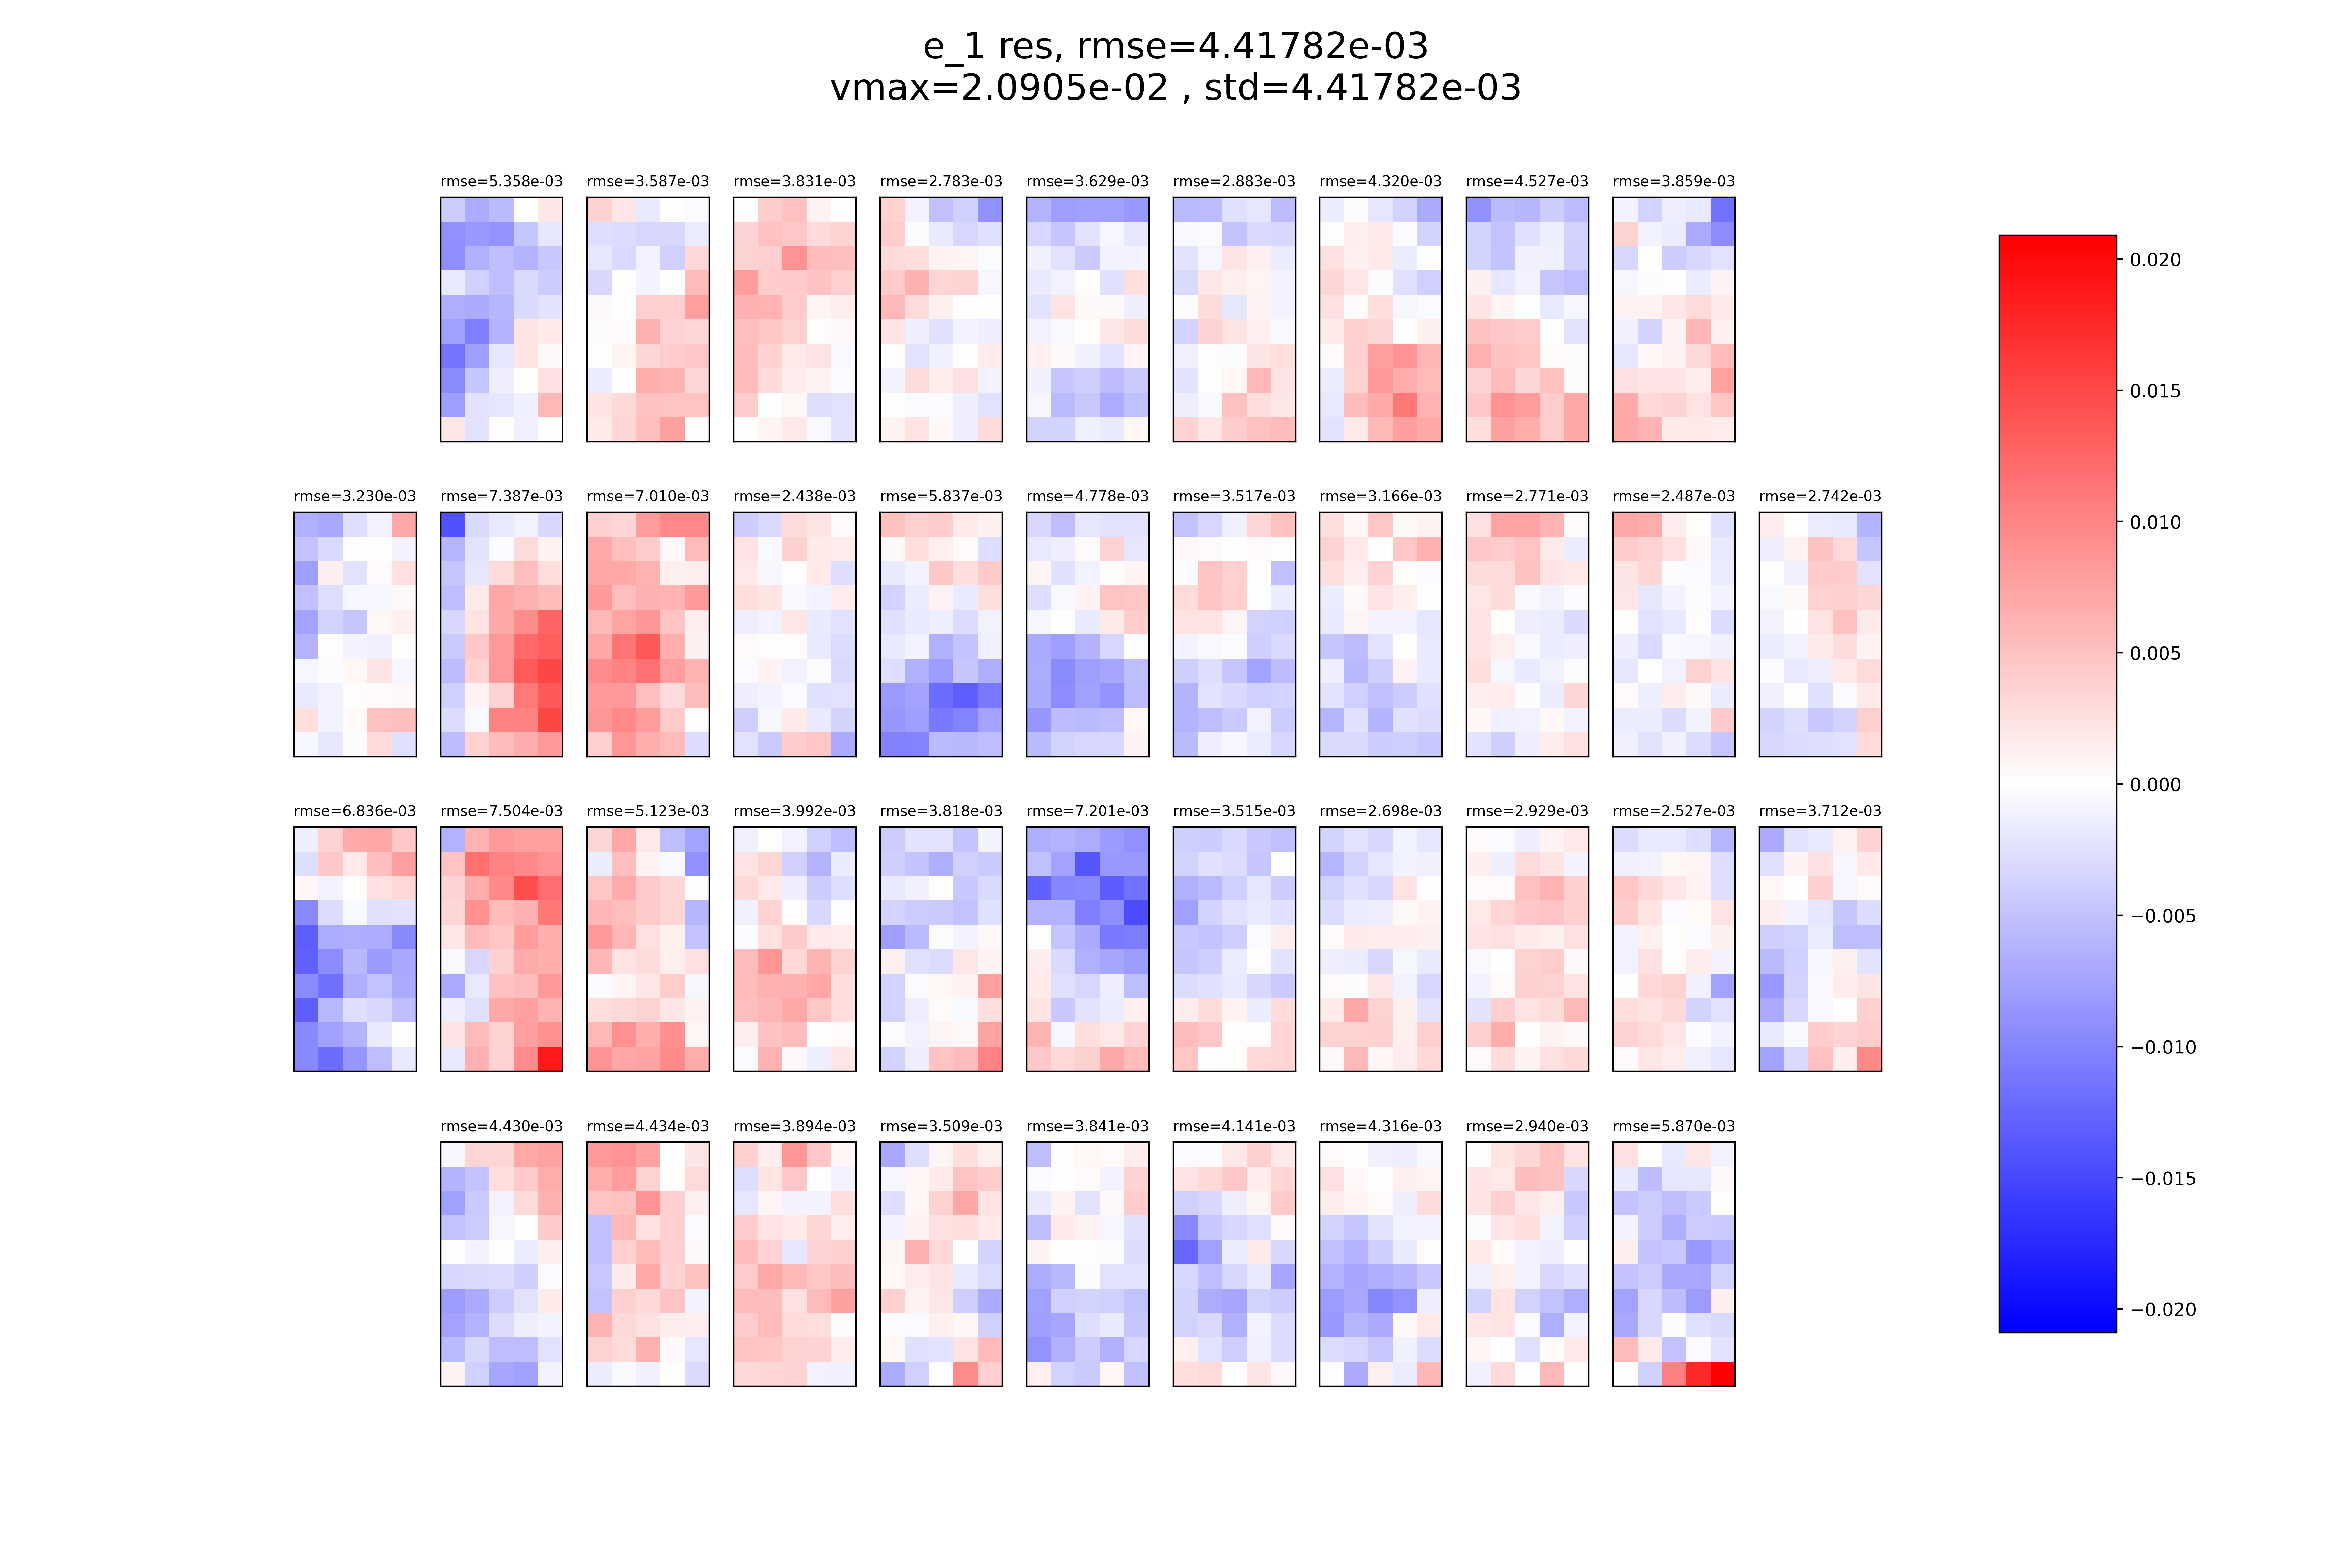 e_1 res, rmse=4.41782e-03
vmax=2.0905e-02 , std=4.41782e-03
rmse=5.358e-03 rmse=3.587e-03 rmse=3.831e-03 rmse=2.783e-03 rmse=3.629e-03 rmse=2.883e-03 rmse=4.320e-03 rmse=4.527e-03 rmse=3.859e-03
rmse=3.230e-03 rmse=7.387e-03 rmse=7.010e-03 rmse=2.438e-03 rmse=5.837e-03 rmse=4.778e-03 rmse=3.517e-03 rmse=3.166e-03 rmse=2.771e-03 rmse=2.487e-03 rmse=2.742e-03
rmse=6.836e-03 rmse=7.504e-03 rmse=5.123e-03 rmse=3.992e-03 rmse=3.818e-03 rmse=7.201e-03 rmse=3.515e-03 rmse=2.698e-03 rmse=2.929e-03 rmse=2.527e-03 rmse=3.712e-03
rmse=4.430e-03 rmse=4.434e-03 rmse=3.894e-03 rmse=3.509e-03 rmse=3.841e-03 rmse=4.141e-03 rmse=4.316e-03 rmse=2.940e-03 rmse=5.870e-03
0.020
0.015
0.010
0.005
0.000
−0.005
−0.010
−0.015
−0.020